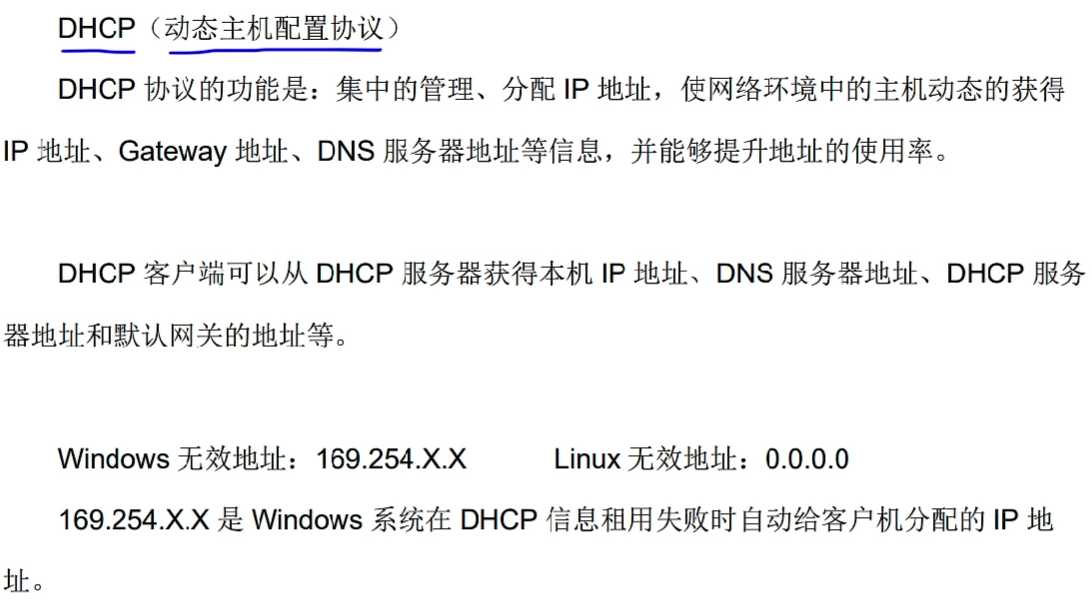 DHCP（动态主机配置协议）
DHCP 协议的功能是：集中的管理、分配 IP 地址，使网络环境中的主机动态的获得
IP 地址、Gateway 地址、DNS 服务器地址等信息，并能够提升地址的使用率。
DHCP 客户端可以从 DHCP 服务器获得本机 IP 地址、DNS 服务器地址、DHCP 服务
器地址和默认网关的地址等。
Windows 无效地址：169.254.X.X Linux 无效地址：0.0.0.0
169.254.X.X 是 Windows 系统在 DHCP 信息租用失败时自动给客户机分配的 IP 地
址。